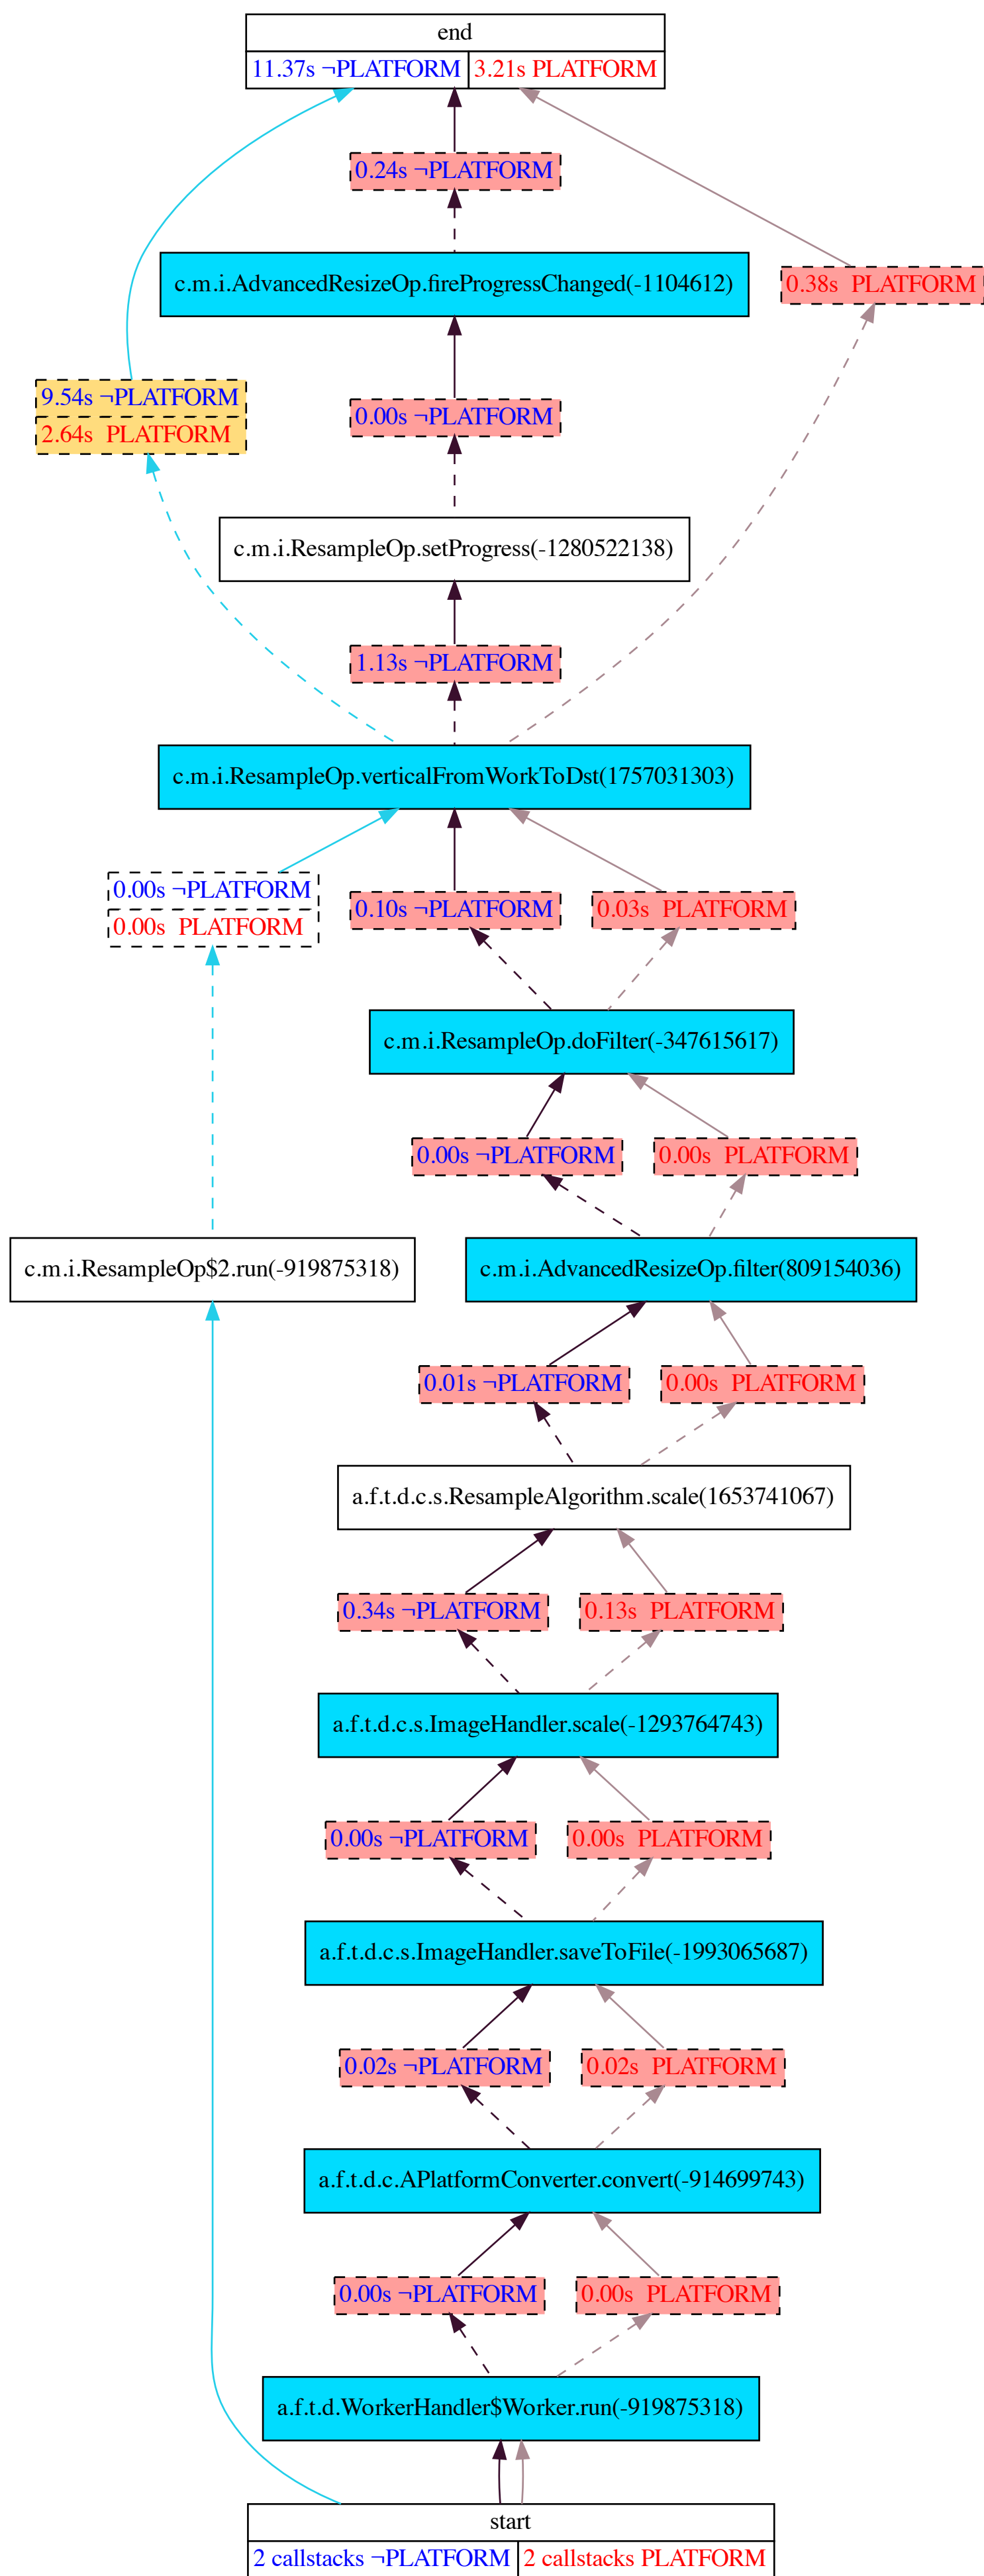 end
11.37s ¬PLATFORM 3.21s PLATFORM
0.24s ¬PLATFORM
c.m.i.AdvancedResizeOp.fireProgressChanged(-1104612)
0.38s PLATFORM
9.54s ¬PLATFORM
2.64s PLATFORM
0.00s ¬PLATFORM
c.m.i.ResampleOp.setProgress(-1280522138)
1.13s ¬PLATFORM
c.m.i.ResampleOp.verticalFromWorkToDst(1757031303)
0.00s ¬PLATFORM
0.00s PLATFORM
0.10s ¬PLATFORM
0.03s PLATFORM
c.m.i.ResampleOp.doFilter(-347615617)
0.00s ¬PLATFORM
0.00s PLATFORM
c.m.i.ResampleOp$2.run(-919875318)
c.m.i.AdvancedResizeOp.filter(809154036)
0.01s ¬PLATFORM
0.00s PLATFORM
a.f.t.d.c.s.ResampleAlgorithm.scale(1653741067)
0.34s ¬PLATFORM
0.13s PLATFORM
a.f.t.d.c.s.ImageHandler.scale(-1293764743)
0.00s ¬PLATFORM
0.00s PLATFORM
a.f.t.d.c.s.ImageHandler.saveToFile(-1993065687)
0.02s ¬PLATFORM
0.02s PLATFORM
a.f.t.d.c.APlatformConverter.convert(-914699743)
0.00s ¬PLATFORM
0.00s PLATFORM
a.f.t.d.WorkerHandler$Worker.run(-919875318)
start
2 callstacks ¬PLATFORM 2 callstacks PLATFORM